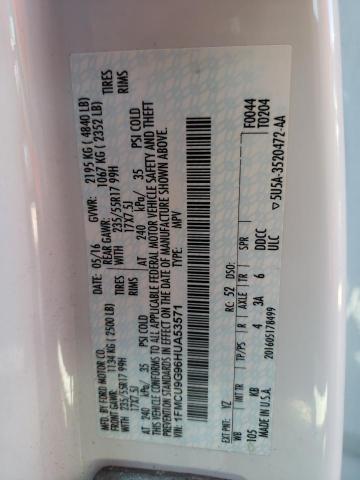 MFD. BY FORD MOTOR CO.
DATE: 05/16 GVWR: 2195 KG (4840 LB)
FRONT GAWR: 1134 KG (2500 LB) REAR GAWR: 1067 KG (2352 LB)
235/55R17 99H TIRES WITH 235/55R17 99H TIRES
17X7.5J RIMS 17X7.5J RIMS
AT 240 kPa/ 35 PSI COLD AT 240 kPa/ 35 PSI COLD
THIS VEHICLE CONFORMS TO ALL APPLICABLE FEDERAL MOTOR VEHICLE SAFETY AND THEFT
PREVENTION STANDARDS IN EFFECT ON THE DATE OF MANUFACTURE SHOWN ABOVE.
VIN: 1FMCU9G96HUA53571
TYPE: MPV
F0044
T0204
EXT PNT: YZ RC: 52 DSO:
WB INT TR TP/PS R AXLE TR SPR
105 KB 4 3A 6 DDCC
ULC
MADE IN U.S.A. 201605178499
5U5A-3520472-AA